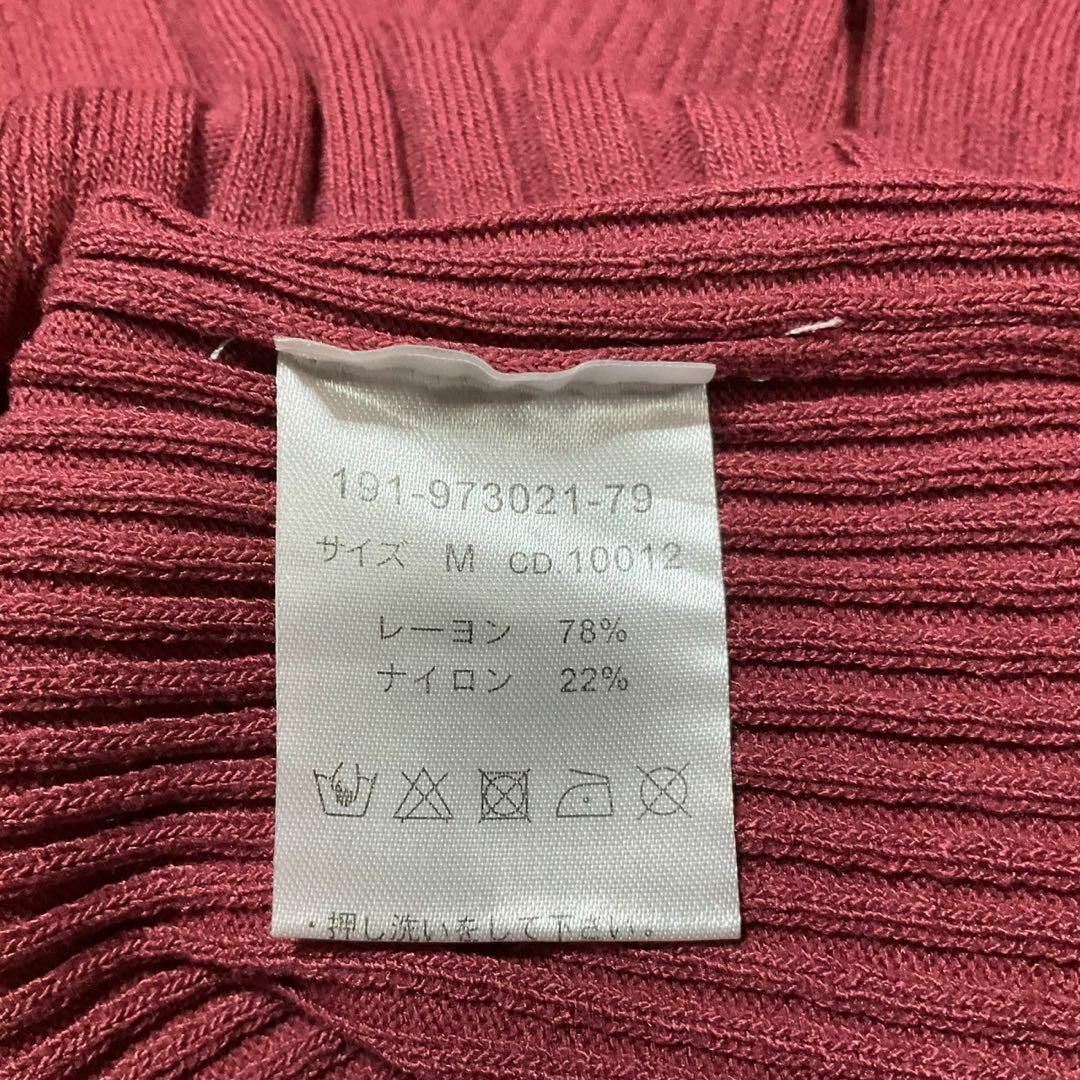 191-973021-79
サイズ M CD 10012
レーヨン 78%
ナイロン 22%
・押し洗いをして下さい。